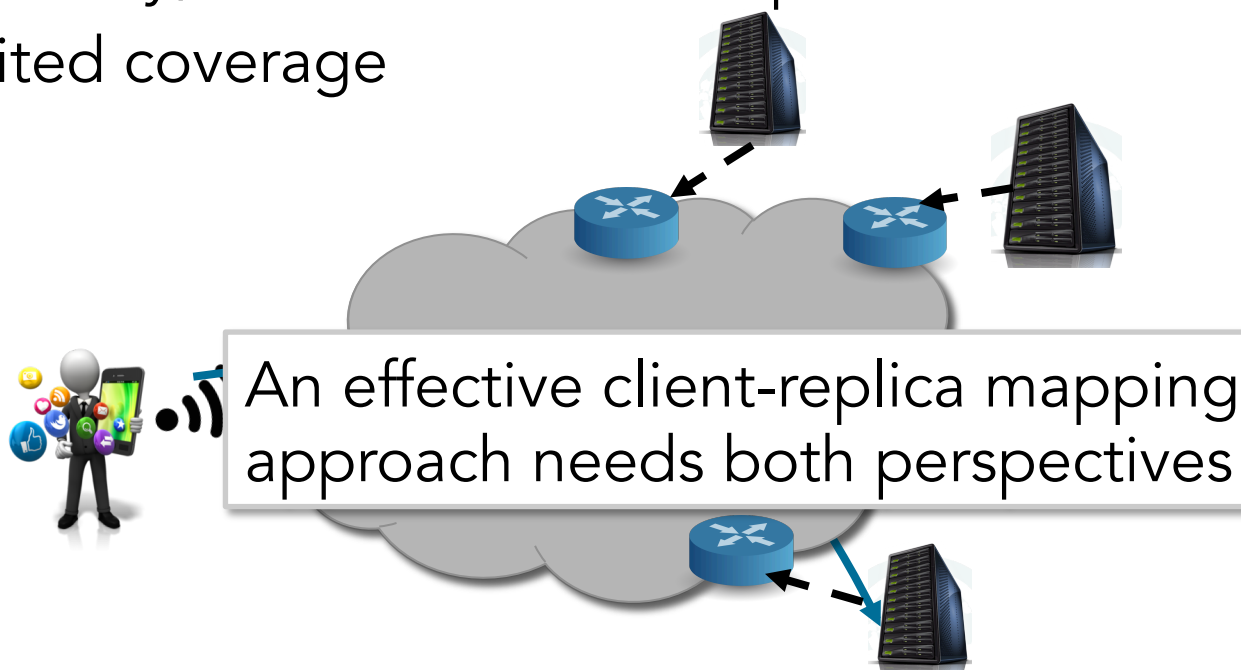 ited coverage
An effective client-replica mapping
approach needs both perspectives